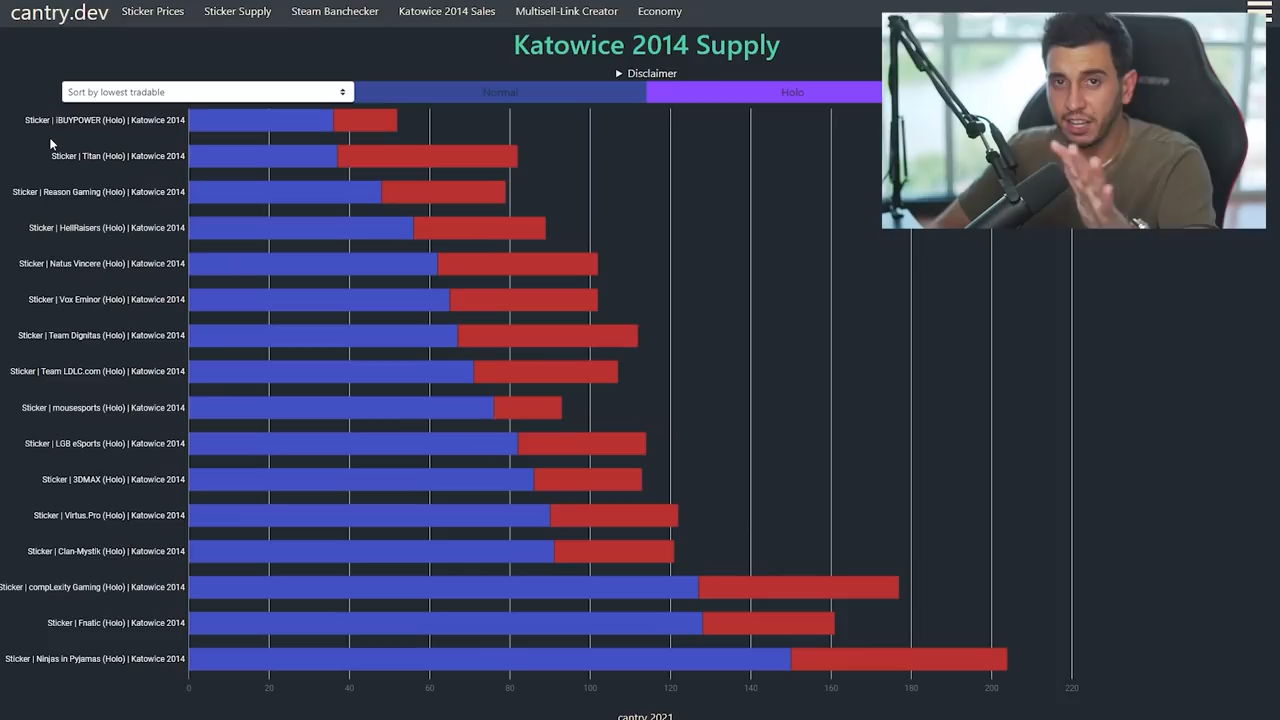 cantry.dev Sticker Prices Sticker Supply Steam Banchecker Katowice 2014 Sales Multisell-Link Creator Economy
Katowice 2014 Supply
▶ Disclaimer
Sort by lowest tradable Normal Holo
Sticker | iBUYPOWER (Holo) | Katowice 2014
Sticker | Titan (Holo) | Katowice 2014
Sticker | Reason Gaming (Holo) | Katowice 2014
Sticker | HellRaisers (Holo) | Katowice 2014
Sticker | Natus Vincere (Holo) | Katowice 2014
Sticker | Vox Eminor (Holo) | Katowice 2014
Sticker | Team Dignitas (Holo) | Katowice 2014
Sticker | Team LDLC.com (Holo) | Katowice 2014
Sticker | mousesports (Holo) | Katowice 2014
Sticker | LGB eSports (Holo) | Katowice 2014
Sticker | 3DMAX (Holo) | Katowice 2014
Sticker | Virtus.Pro (Holo) | Katowice 2014
Sticker | Clan-Mystik (Holo) | Katowice 2014
Sticker | compLexity Gaming (Holo) | Katowice 2014
Sticker | Fnatic (Holo) | Katowice 2014
Sticker | Ninjas in Pyjamas (Holo) | Katowice 2014
0 20 40 60 80 100 120 140 160 180 200 220
cantry 2021